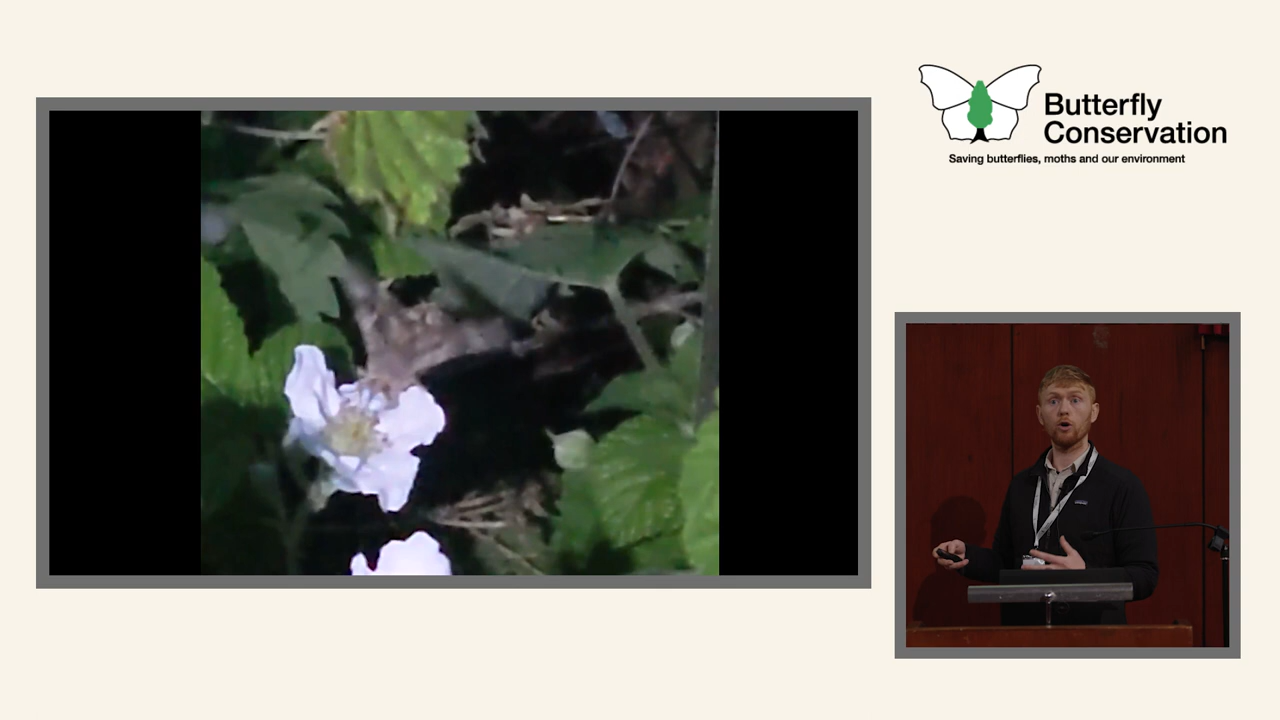 Butterfly
Conservation
Saving butterflies, moths and our environment